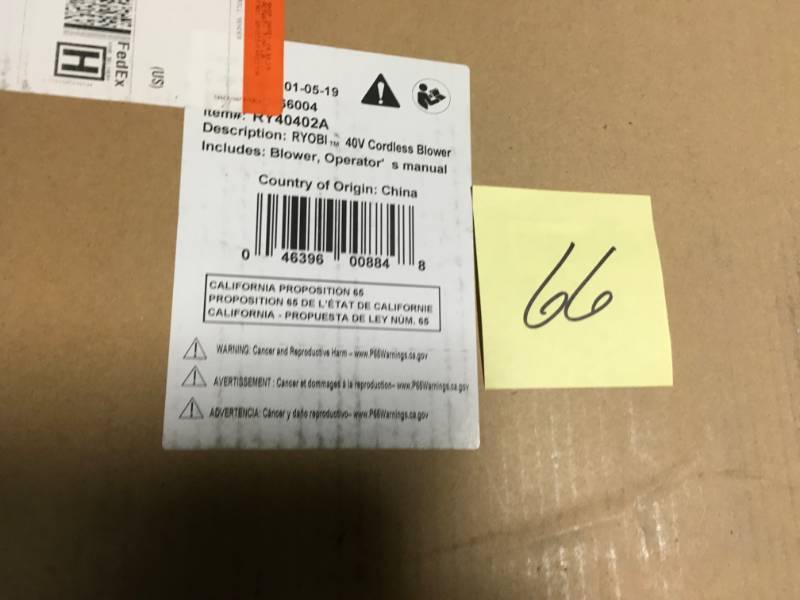 FedEx
H
(US)
01-05-19
6004
Item#: RY40402A
Description: RYOBI™ 40V Cordless Blower
Includes: Blower, Operator's manual
Country of Origin: China
0 46396 00884 8
CALIFORNIA PROPOSITION 65
PROPOSITION 65 DE L'ÉTAT DE CALIFORNIE
CALIFORNIA - PROPUESTA DE LEY NÚM. 65
WARNING: Cancer and Reproductive Harm – www.P65Warnings.ca.gov
AVERTISSEMENT : Cancer et dommages à la reproduction– www.P65Warnings.ca.gov
ADVERTENCIA: Cáncer y daño reproductivo– www.P65Warnings.ca.gov
66